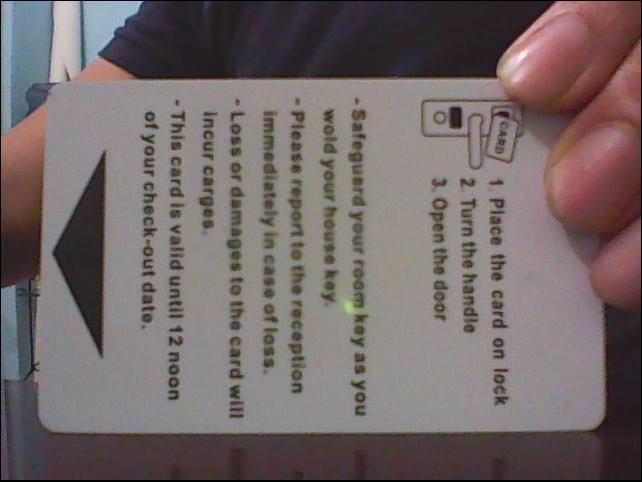 CARD
1. Place the card on lock
2. Turn the handle
3. Open the door
- Safeguard your room key as you
wold your house key.
- Please report to the reception
immediately in case of loss.
- Loss or damages to the card will
incur carges.
- This card is valid until 12 noon
of your check-out date.